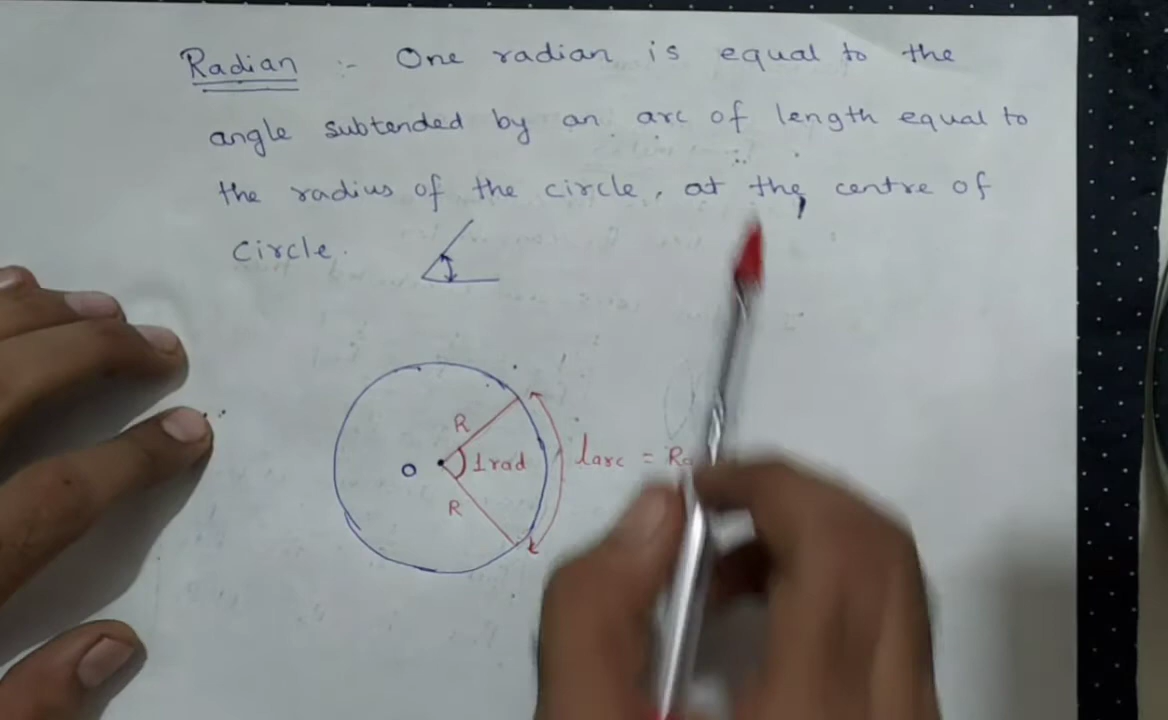 Radian :- One radian is equal to the
angle subtended by an arc of length equal to
the radius of the circle, at the centre of
circle.
R
O 1 rad larc =
R